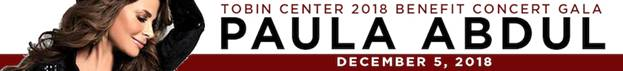 TOBIN CENTER 2018 BENEFIT CONCERT GALA
PAULA ABDUL
DECEMBER 5, 2018